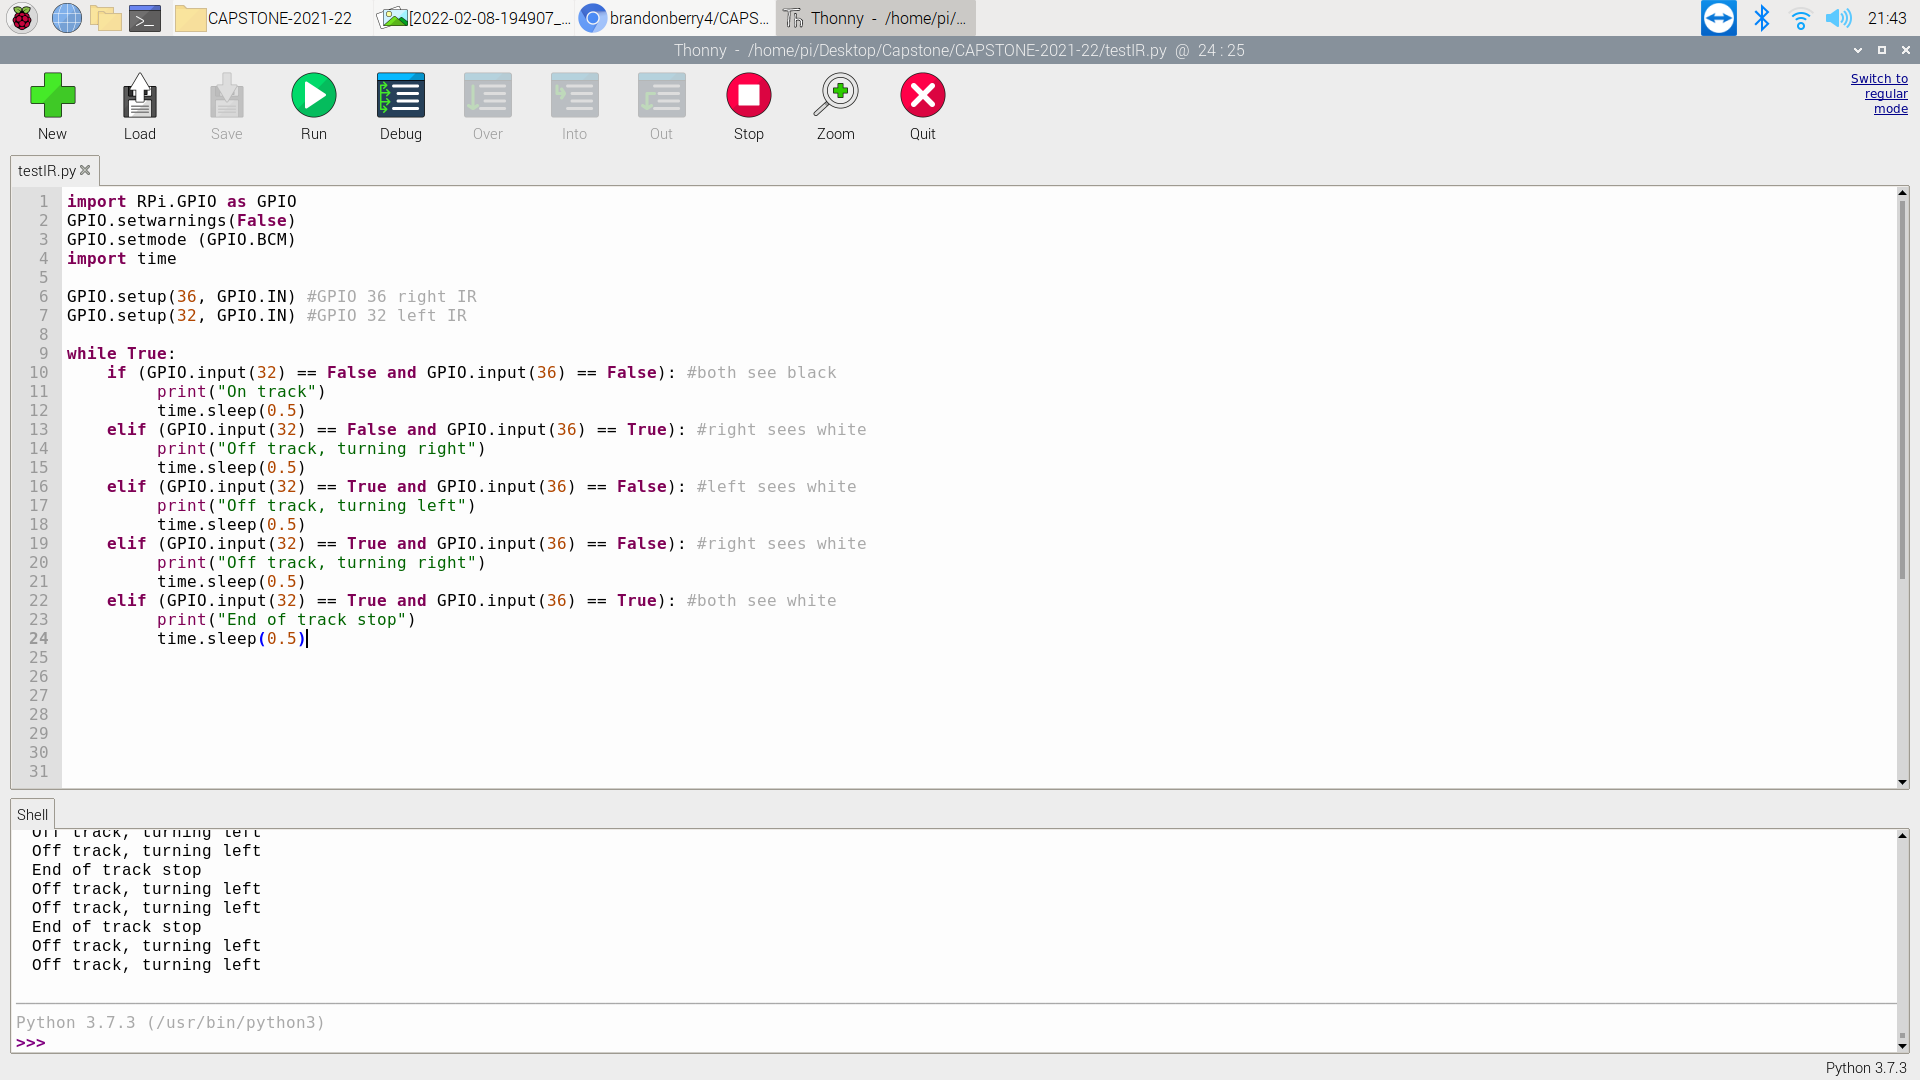 CAPSTONE-2021-22
[2022-02-08-194907_...
brandonberry4/CAPS...
Thonny - /home/pi/...
21:43
Thonny - /home/pi/Desktop/Capstone/CAPSTONE-2021-22/testIR.py @ 24 : 25
New
Load
Save
Run
Debug
Over
Into
Out
Stop
Zoom
Quit
Switch to
regular
mode
testIR.py
1 import RPi.GPIO as GPIO
2 GPIO.setwarnings(False)
3 GPIO.setmode (GPIO.BCM)
4 import time
5
6 GPIO.setup(36, GPIO.IN) #GPIO 36 right IR
7 GPIO.setup(32, GPIO.IN) #GPIO 32 left IR
8
9 while True:
10     if (GPIO.input(32) == False and GPIO.input(36) == False): #both see black
11          print("On track")
12          time.sleep(0.5)
13     elif (GPIO.input(32) == False and GPIO.input(36) == True): #right sees white
14          print("Off track, turning right")
15          time.sleep(0.5)
16     elif (GPIO.input(32) == True and GPIO.input(36) == False): #left sees white
17          print("Off track, turning left")
18          time.sleep(0.5)
19     elif (GPIO.input(32) == True and GPIO.input(36) == False): #right sees white
20          print("Off track, turning right")
21          time.sleep(0.5)
22     elif (GPIO.input(32) == True and GPIO.input(36) == True): #both see white
23          print("End of track stop")
24          time.sleep(0.5)
25
26
27
28
29
30
31
Shell
Off track, turning left
Off track, turning left
End of track stop
Off track, turning left
Off track, turning left
End of track stop
Off track, turning left
Off track, turning left
Python 3.7.3 (/usr/bin/python3)
>>>
Python 3.7.3